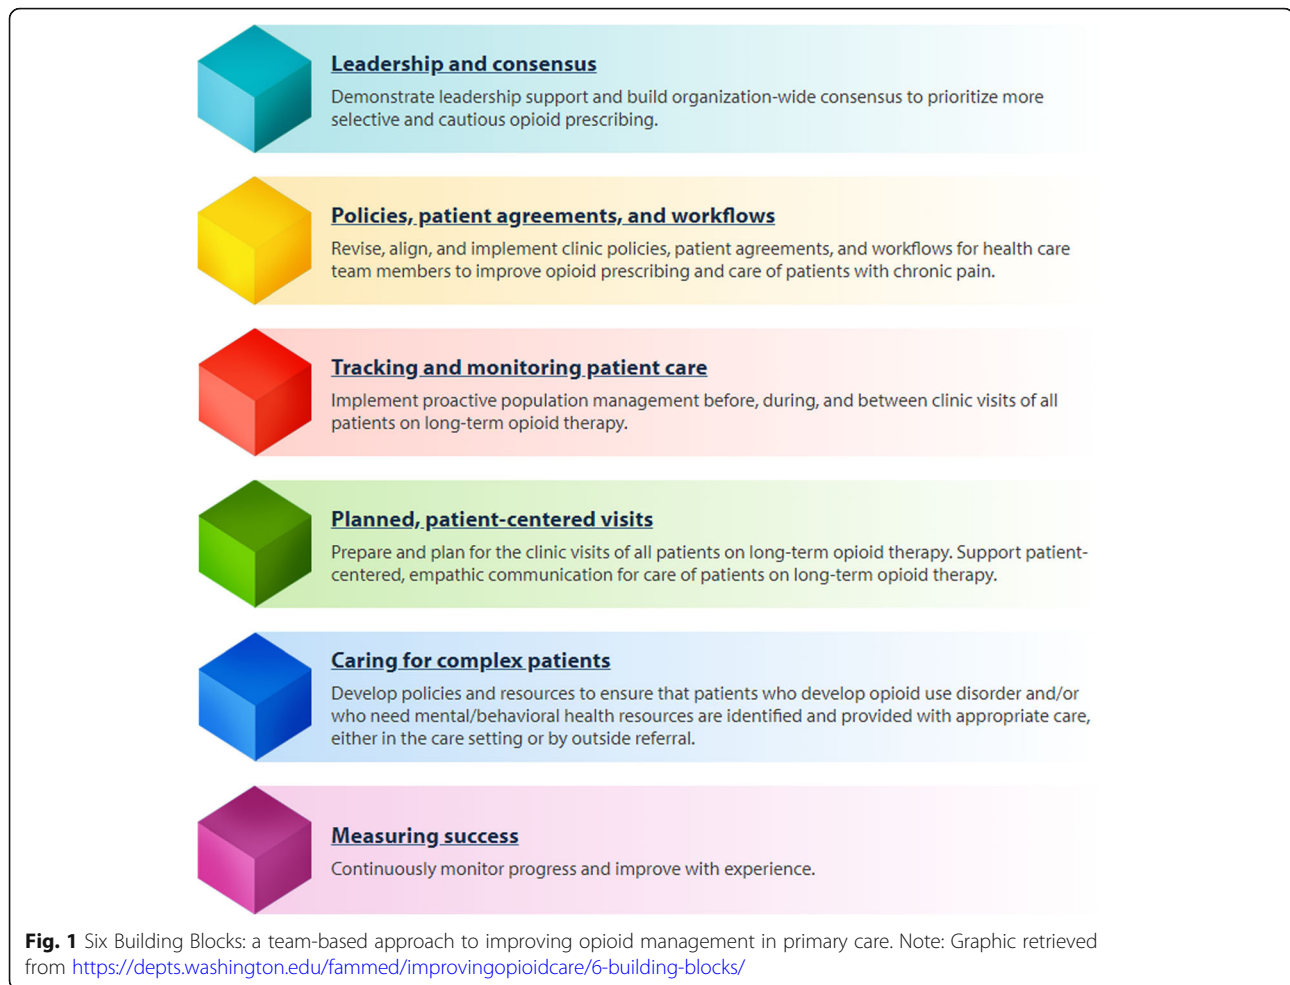 Leadership and consensus
Demonstrate leadership support and build organization-wide consensus to prioritize more
selective and cautious opioid prescribing.
Policies, patient agreements, and workflows
Revise, align, and implement clinic policies, patient agreements, and workflows for health care
team members to improve opioid prescribing and care of patients with chronic pain.
Tracking and monitoring patient care
Implement proactive population management before, during, and between clinic visits of all
patients on long-term opioid therapy.
Planned, patient-centered visits
Prepare and plan for the clinic visits of all patients on long-term opioid therapy. Support patient-
centered, empathic communication for care of patients on long-term opioid therapy.
Caring for complex patients
Develop policies and resources to ensure that patients who develop opioid use disorder and/or
who need mental/behavioral health resources are identified and provided with appropriate care,
either in the care setting or by outside referral.
Measuring success
Continuously monitor progress and improve with experience.
Fig. 1 Six Building Blocks: a team-based approach to improving opioid management in primary care. Note: Graphic retrieved
from https://depts.washington.edu/fammed/improvingopioidcare/6-building-blocks/